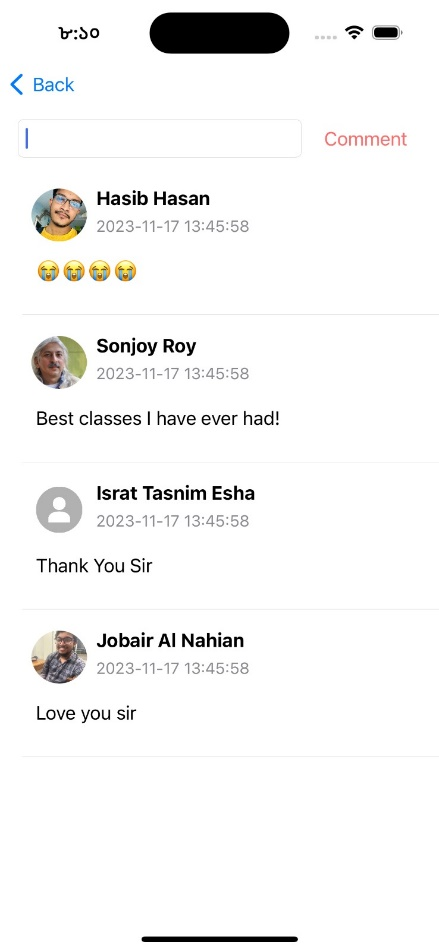 ৮:১০
Back
Comment
Hasib Hasan
2023-11-17 13:45:58
😭😭😭😭
Sonjoy Roy
2023-11-17 13:45:58
Best classes I have ever had!
Israt Tasnim Esha
2023-11-17 13:45:58
Thank You Sir
Jobair Al Nahian
2023-11-17 13:45:58
Love you sir